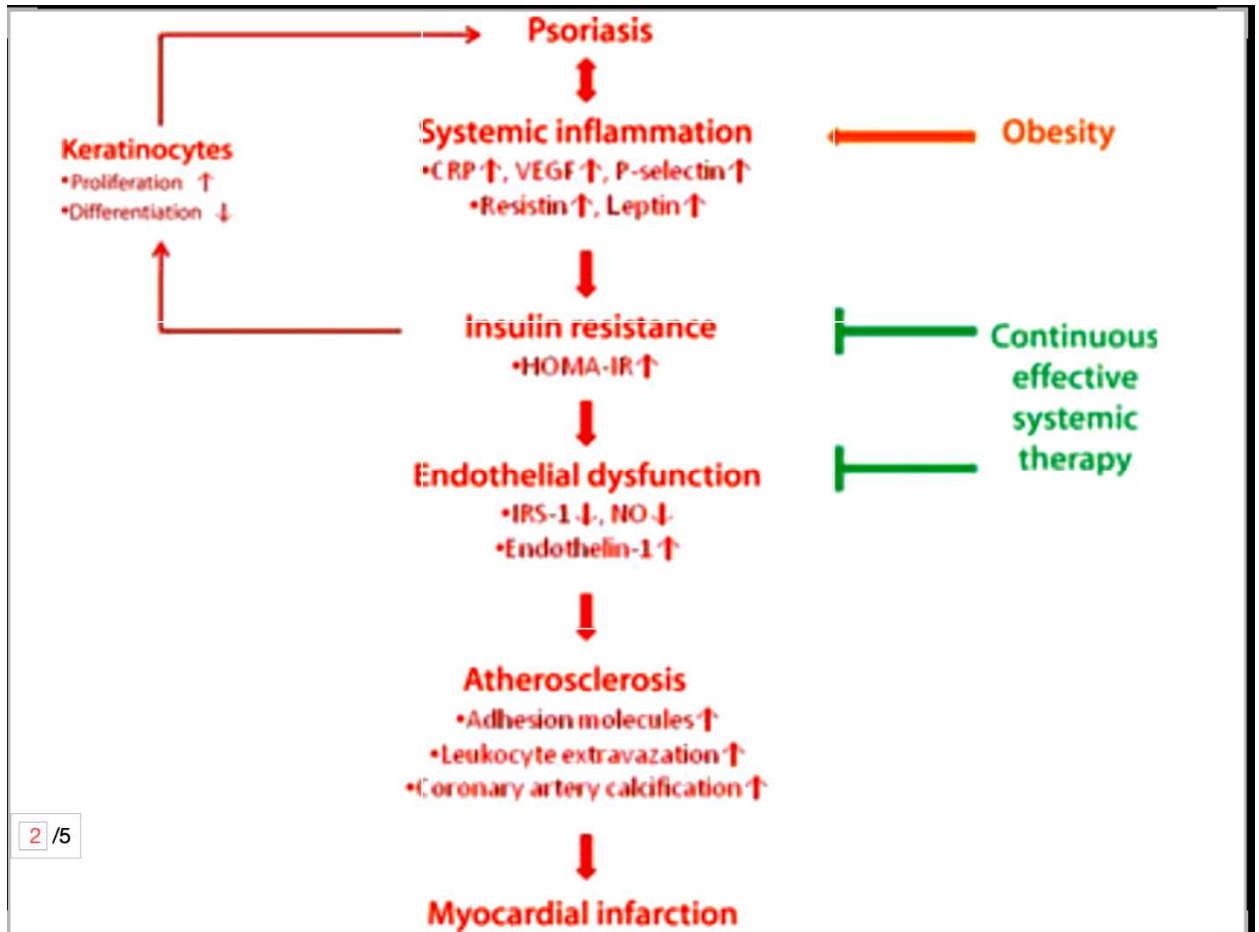 Psoriasis
Systemic inflammation
•CRP↑, VEGF↑, P-selectin↑
•Resistin↑, Leptin↑
Obesity
Keratinocytes
•Proliferation ↑
•Differentiation ↓
Insulin resistance
•HOMA-IR↑
Continuous
effective
systemic
therapy
Endothelial dysfunction
•IRS-1↓, NO↓
•Endothelin-1↑
Atherosclerosis
•Adhesion molecules↑
•Leukocyte extravazation↑
•Coronary artery calcification↑
2 /5
Myocardial infarction